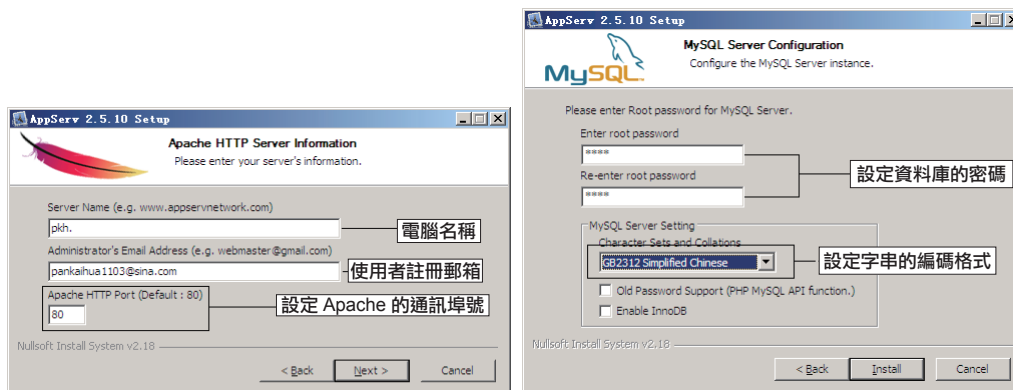 AppServ 2.5.10 Setup
Apache HTTP Server Information
Please enter your server's information.
Server Name (e.g. www.appservnetwork.com)
pkh.
電腦名稱
Administrator's Email Address (e.g. webmaster@gmail.com)
pankaihua1103@sina.com
使用者註冊郵箱
Apache HTTP Port (Default : 80)
80
設定 Apache 的通訊埠號
Nullsoft Install System v2.18
< Back
Next >
Cancel
AppServ 2.5.10 Setup
MySQL
MySQL Server Configuration
Configure the MySQL Server instance.
Please enter Root password for MySQL Server.
Enter root password
****
Re-enter root password
****
設定資料庫的密碼
MySQL Server Setting
Character Sets and Collations
GB2312 Simplified Chinese
設定字串的編碼格式
Old Password Support (PHP MySQL API function.)
Enable InnoDB
Nullsoft Install System v2.18
< Back
Install
Cancel